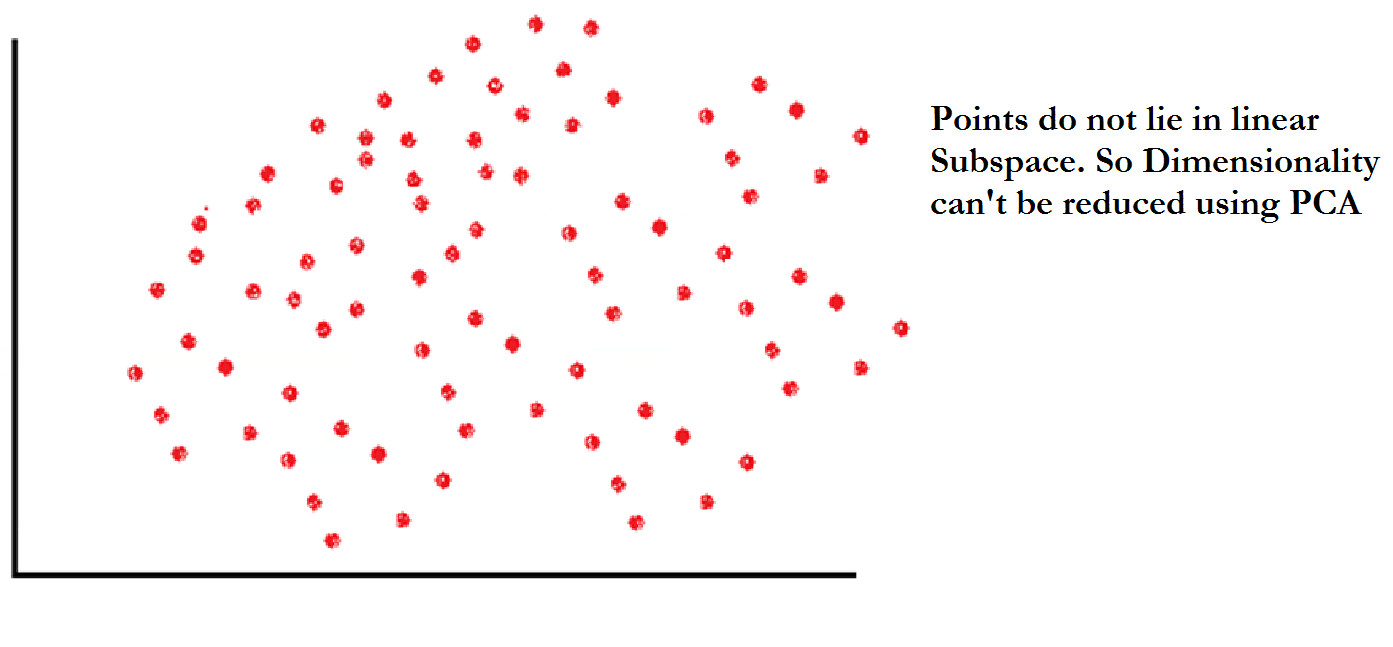 Points do not lie in linear
Subspace. So Dimensionality
can't be reduced using PCA